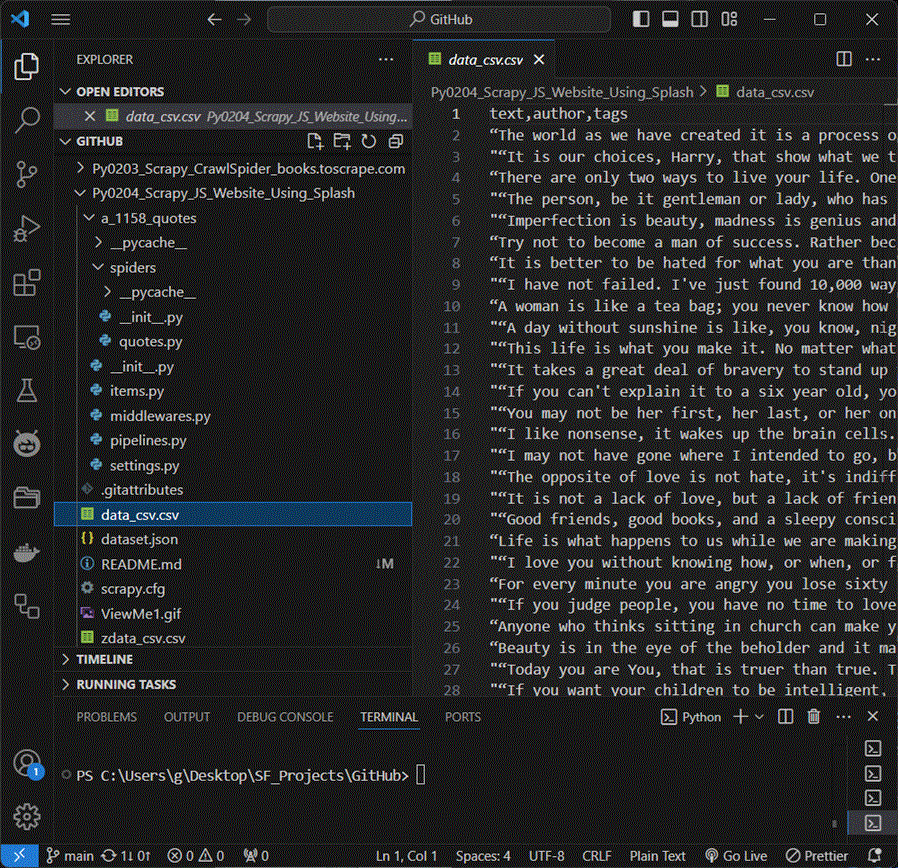 GitHub
EXPLORER
OPEN EDITORS
data_csv.csv Py0204_Scrapy_JS_Website_Using...
GITHUB
Py0203_Scrapy_CrawlSpider_books.toscrape.com
Py0204_Scrapy_JS_Website_Using_Splash
a_1158_quotes
__pycache__
spiders
__pycache__
__init__.py
quotes.py
__init__.py
items.py
middlewares.py
pipelines.py
settings.py
.gitattributes
data_csv.csv
dataset.json
README.md ↓M
scrapy.cfg
ViewMe1.gif
zdata_csv.csv
TIMELINE
RUNNING TASKS
data_csv.csv
Py0204_Scrapy_JS_Website_Using_Splash > data_csv.csv
1 text,author,tags
2 “The world as we have created it is a process o
3 "“It is our choices, Harry, that show what we t
4 “There are only two ways to live your life. One
5 "“The person, be it gentleman or lady, who has
6 "“Imperfection is beauty, madness is genius and
7 “Try not to become a man of success. Rather bec
8 “It is better to be hated for what you are than
9 "“I have not failed. I've just found 10,000 way
10 “A woman is like a tea bag; you never know how
11 "“A day without sunshine is like, you know, nig
12 "“This life is what you make it. No matter what
13 “It takes a great deal of bravery to stand up
14 "“If you can't explain it to a six year old, yo
15 "“You may not be her first, her last, or her on
16 "“I like nonsense, it wakes up the brain cells.
17 "“I may not have gone where I intended to go, b
18 "“The opposite of love is not hate, it's indiff
19 "“It is not a lack of love, but a lack of frien
20 "“Good friends, good books, and a sleepy consci
21 “Life is what happens to us while we are making
22 "“I love you without knowing how, or when, or f
23 “For every minute you are angry you lose sixty
24 "“If you judge people, you have no time to love
25 “Anyone who thinks sitting in church can make y
26 “Beauty is in the eye of the beholder and it ma
27 "“Today you are You, that is truer than true. T
28 "“If you want your children to be intelligent,
PROBLEMS OUTPUT DEBUG CONSOLE TERMINAL PORTS Python
PS C:\Users\g\Desktop\SF_Projects\GitHub>
1
main 1↓ 0↑ 0 0 0 Ln 1, Col 1 Spaces: 4 UTF-8 CRLF Plain Text Go Live Prettier